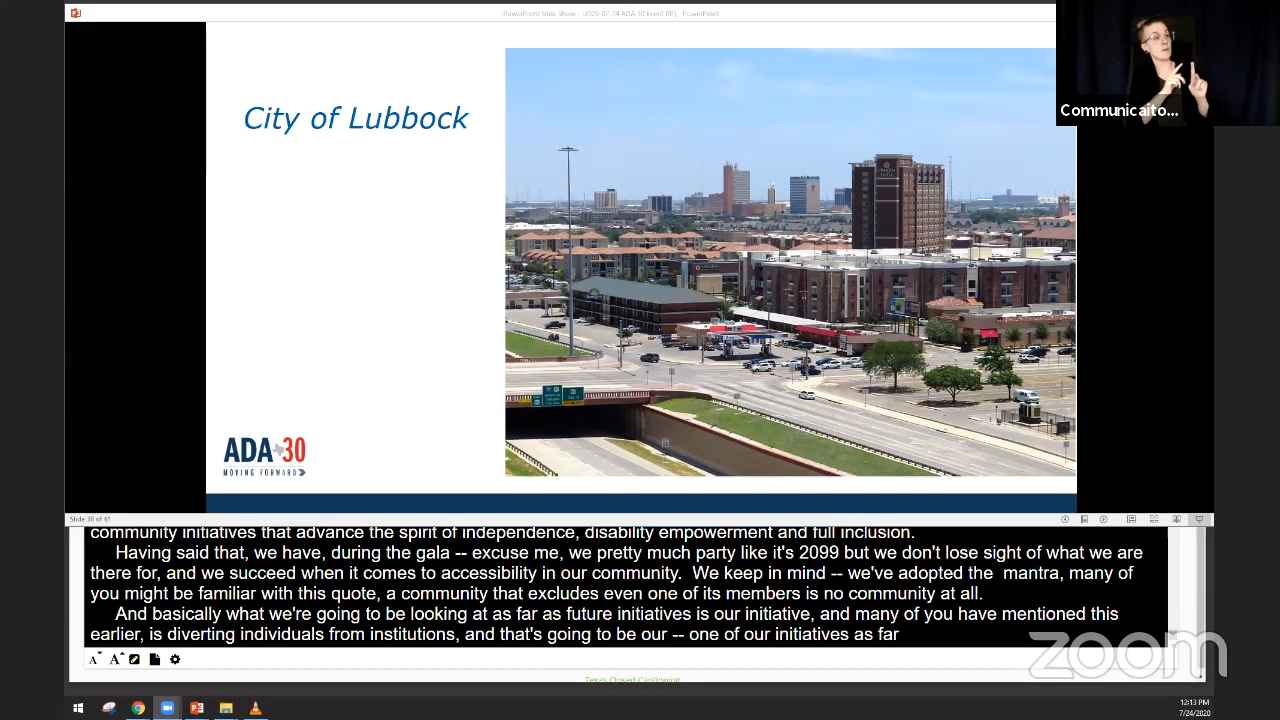 PowerPoint Slide Show - [2020-07-24 ADA 30 Event PP] - PowerPoint
Communicaito...
City of Lubbock
ADA 30
MOVING FORWARD
Slide 38 of 61
community initiatives that advance the spirit of independence, disability empowerment and full inclusion.
Having said that, we have, during the gala -- excuse me, we pretty much party like it's 2099 but we don't lose sight of what we are
there for, and we succeed when it comes to accessibility in our community. We keep in mind -- we've adopted the mantra, many of
you might be familiar with this quote, a community that excludes even one of its members is no community at all.
And basically what we're going to be looking at as far as future initiatives is our initiative, and many of you have mentioned this
earlier, is diverting individuals from institutions, and that's going to be our -- one of our initiatives as far
zoom
A A
Texas Closed Captioning
12:13 PM
7/24/2020